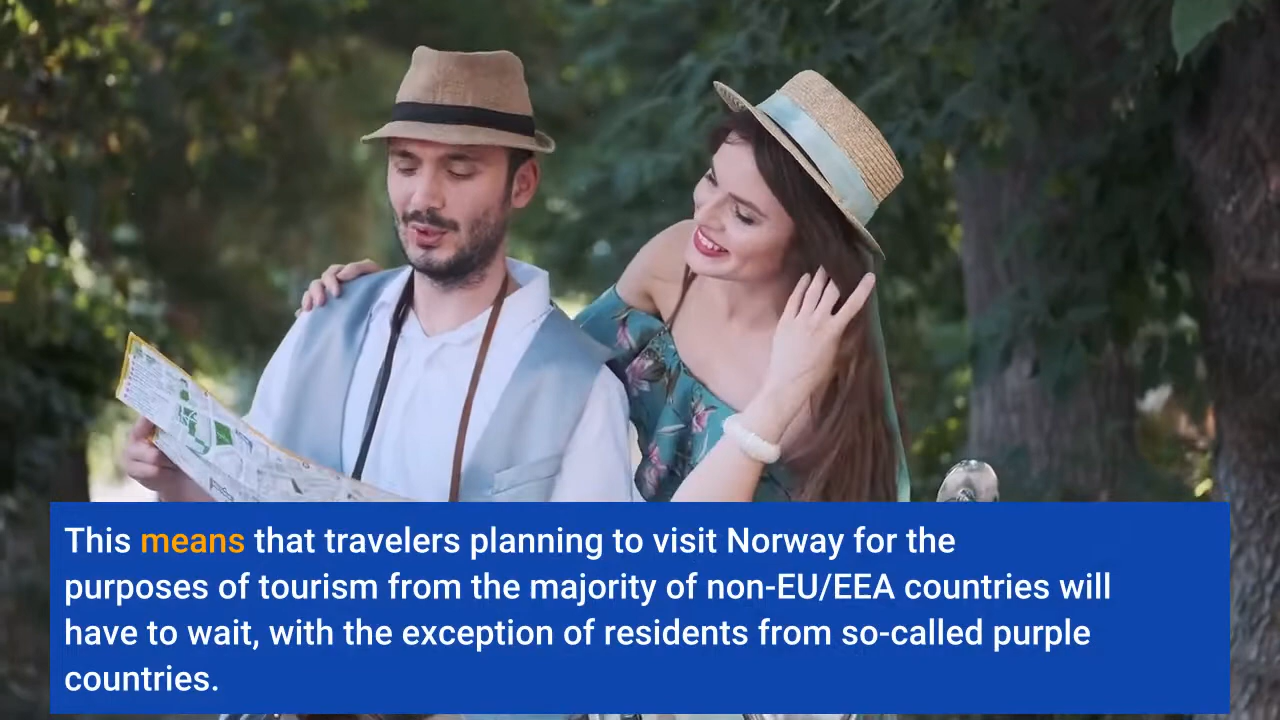 This means that travelers planning to visit Norway for the
purposes of tourism from the majority of non-EU/EEA countries will
have to wait, with the exception of residents from so-called purple
countries.